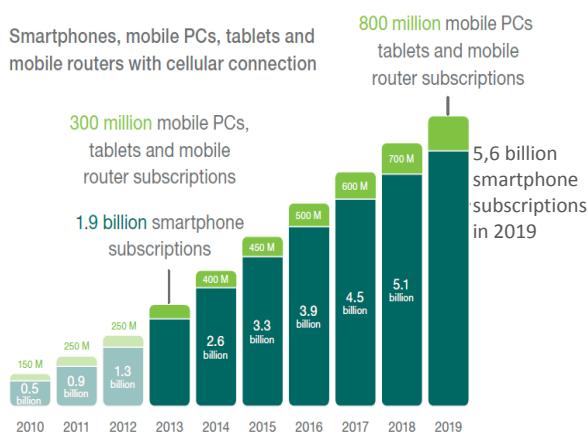 Smartphones, mobile PCs, tablets and
mobile routers with cellular connection
800 million mobile PCs
tablets and mobile
router subscriptions
300 million mobile PCs,
tablets and mobile
router subscriptions
1.9 billion smartphone
subscriptions
5,6 billion
smartphone
subscriptions
in 2019
150 M
0.5
billion
250 M
0.9
billion
250 M
1.3
billion
400 M
2.6
billion
450 M
3.3
billion
500 M
3.9
billion
600 M
4.5
billion
700 M
5.1
billion
2010 2011 2012 2013 2014 2015 2016 2017 2018 2019